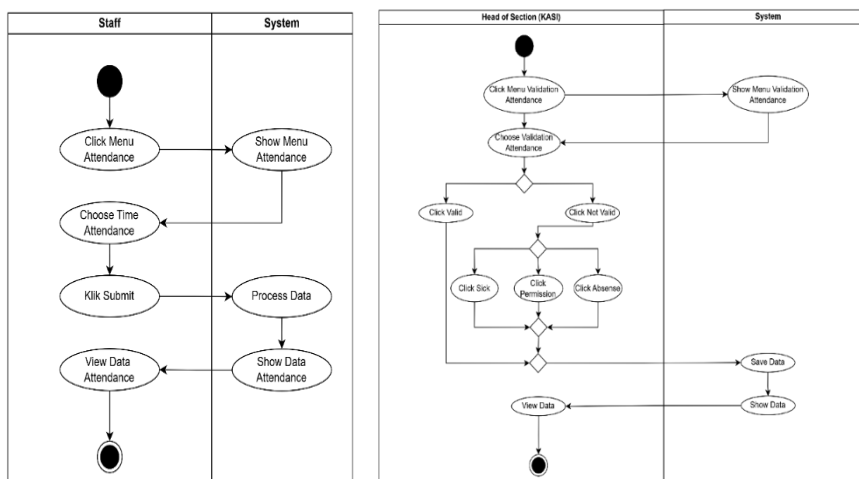 Staff
System
Click Menu
Attendance
Show Menu
Attendance
Choose Time
Attendance
Klik Submit
Process Data
View Data
Attendance
Show Data
Attendance
Head of Section (KASI)
System
Click Menu Validation
Attendance
Show Menu Validation
Attendance
Choose Validation
Attendance
Click Valid
Click Not Valid
Click Sick
Click
Permission
Click Absense
Save Data
View Data
Show Data